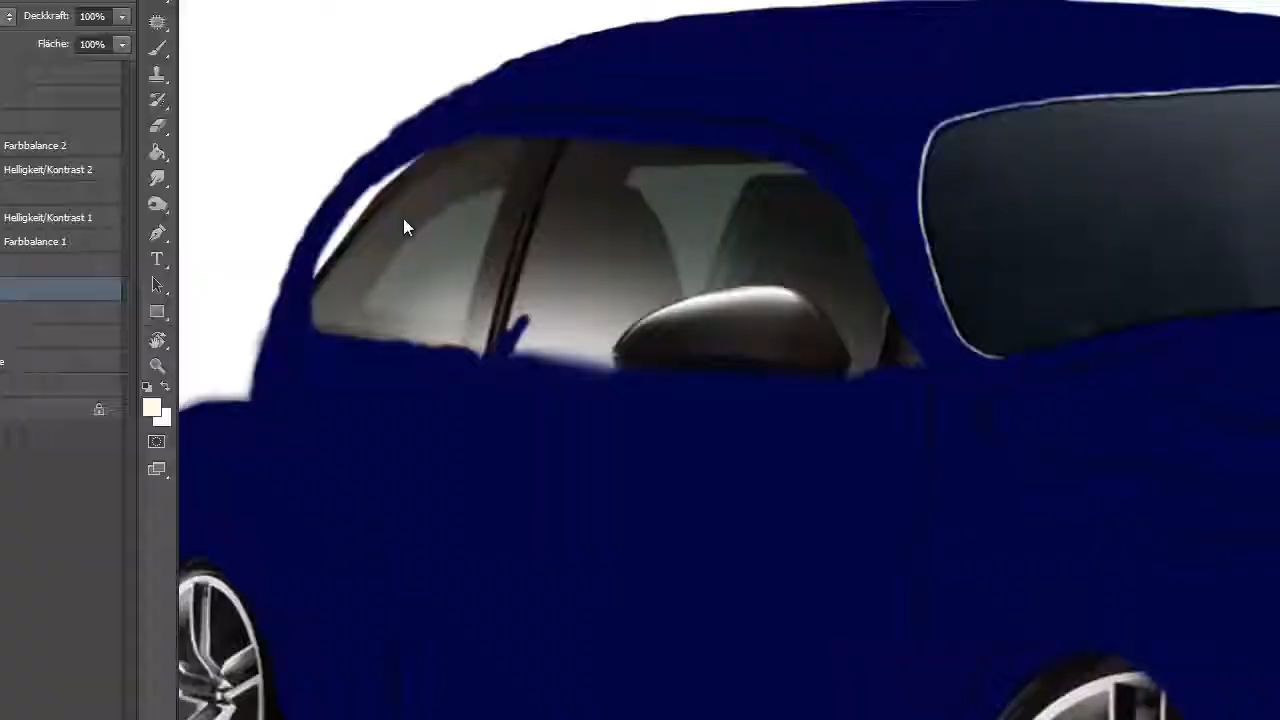 Deckkraft: 100%
Fläche: 100%
Farbbalance 2
Helligkeit/Kontrast 2
Helligkeit/Kontrast 1
Farbbalance 1
e
T